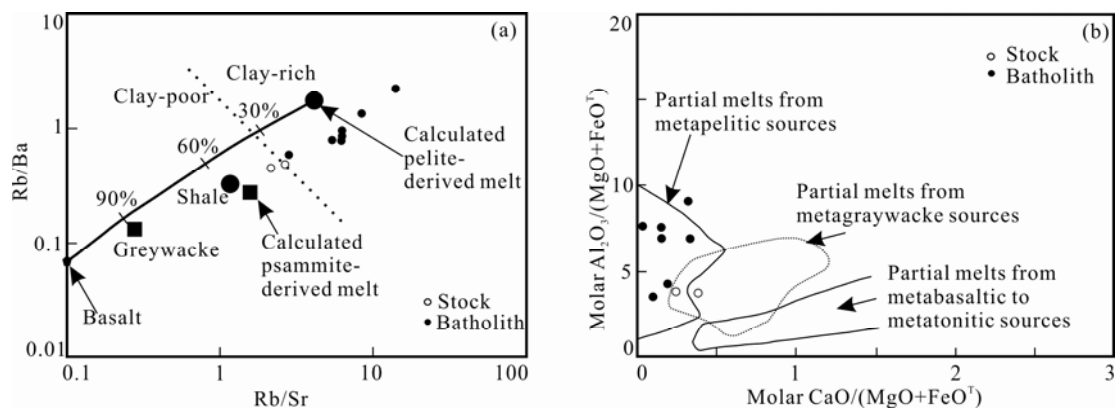 (a)
10
1
0.1
0.01
Rb/Ba
0.1
1
10
100
Rb/Sr
Clay-rich
Clay-poor
30%
60%
90%
Calculated
pelite-
derived melt
Shale
Greywacke
Calculated
psammite-
derived melt
Basalt
Stock
Batholith
(b)
20
15
10
5
0
Molar Al₂O₃/(MgO+FeOᵀ)
0
1
2
3
Molar CaO/(MgO+FeOᵀ)
Stock
Batholith
Partial melts from
metapelitic sources
Partial melts from
metagraywacke sources
Partial melts from
metabasaltic to
metatonitic sources